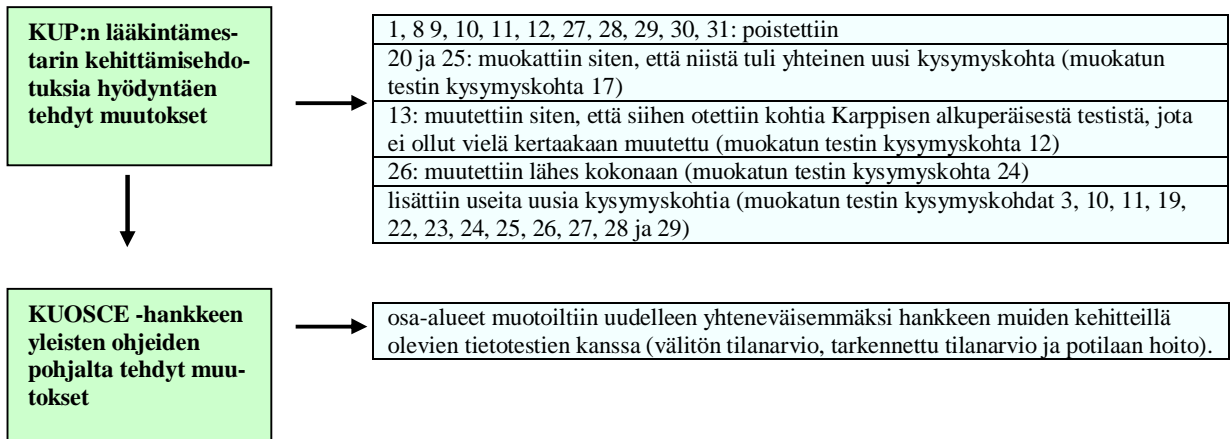 KUP:n lääkintämes-
tarin kehittämisehdo-
tuksia hyödyntäen
tehdyt muutokset
1, 8 9, 10, 11, 12, 27, 28, 29, 30, 31: poistettiin
20 ja 25: muokattiin siten, että niistä tuli yhteinen uusi kysymyskohta (muokatun
testin kysymyskohta 17)
13: muutettiin siten, että siihen otettiin kohtia Karppisen alkuperäisestä testistä, jota
ei ollut vielä kertaakaan muutettu (muokatun testin kysymyskohta 12)
26: muutettiin lähes kokonaan (muokatun testin kysymyskohta 24)
lisättiin useita uusia kysymyskohtia (muokatun testin kysymyskohdat 3, 10, 11, 19,
22, 23, 24, 25, 26, 27, 28 ja 29)
KUOSCE -hankkeen
yleisten ohjeiden
pohjalta tehdyt muu-
tokset
osa-alueet muotoiltiin uudelleen yhteneväisemmäksi hankkeen muiden kehitteillä
olevien tietotestien kanssa (välitön tilanarvio, tarkennettu tilanarvio ja potilaan hoito).